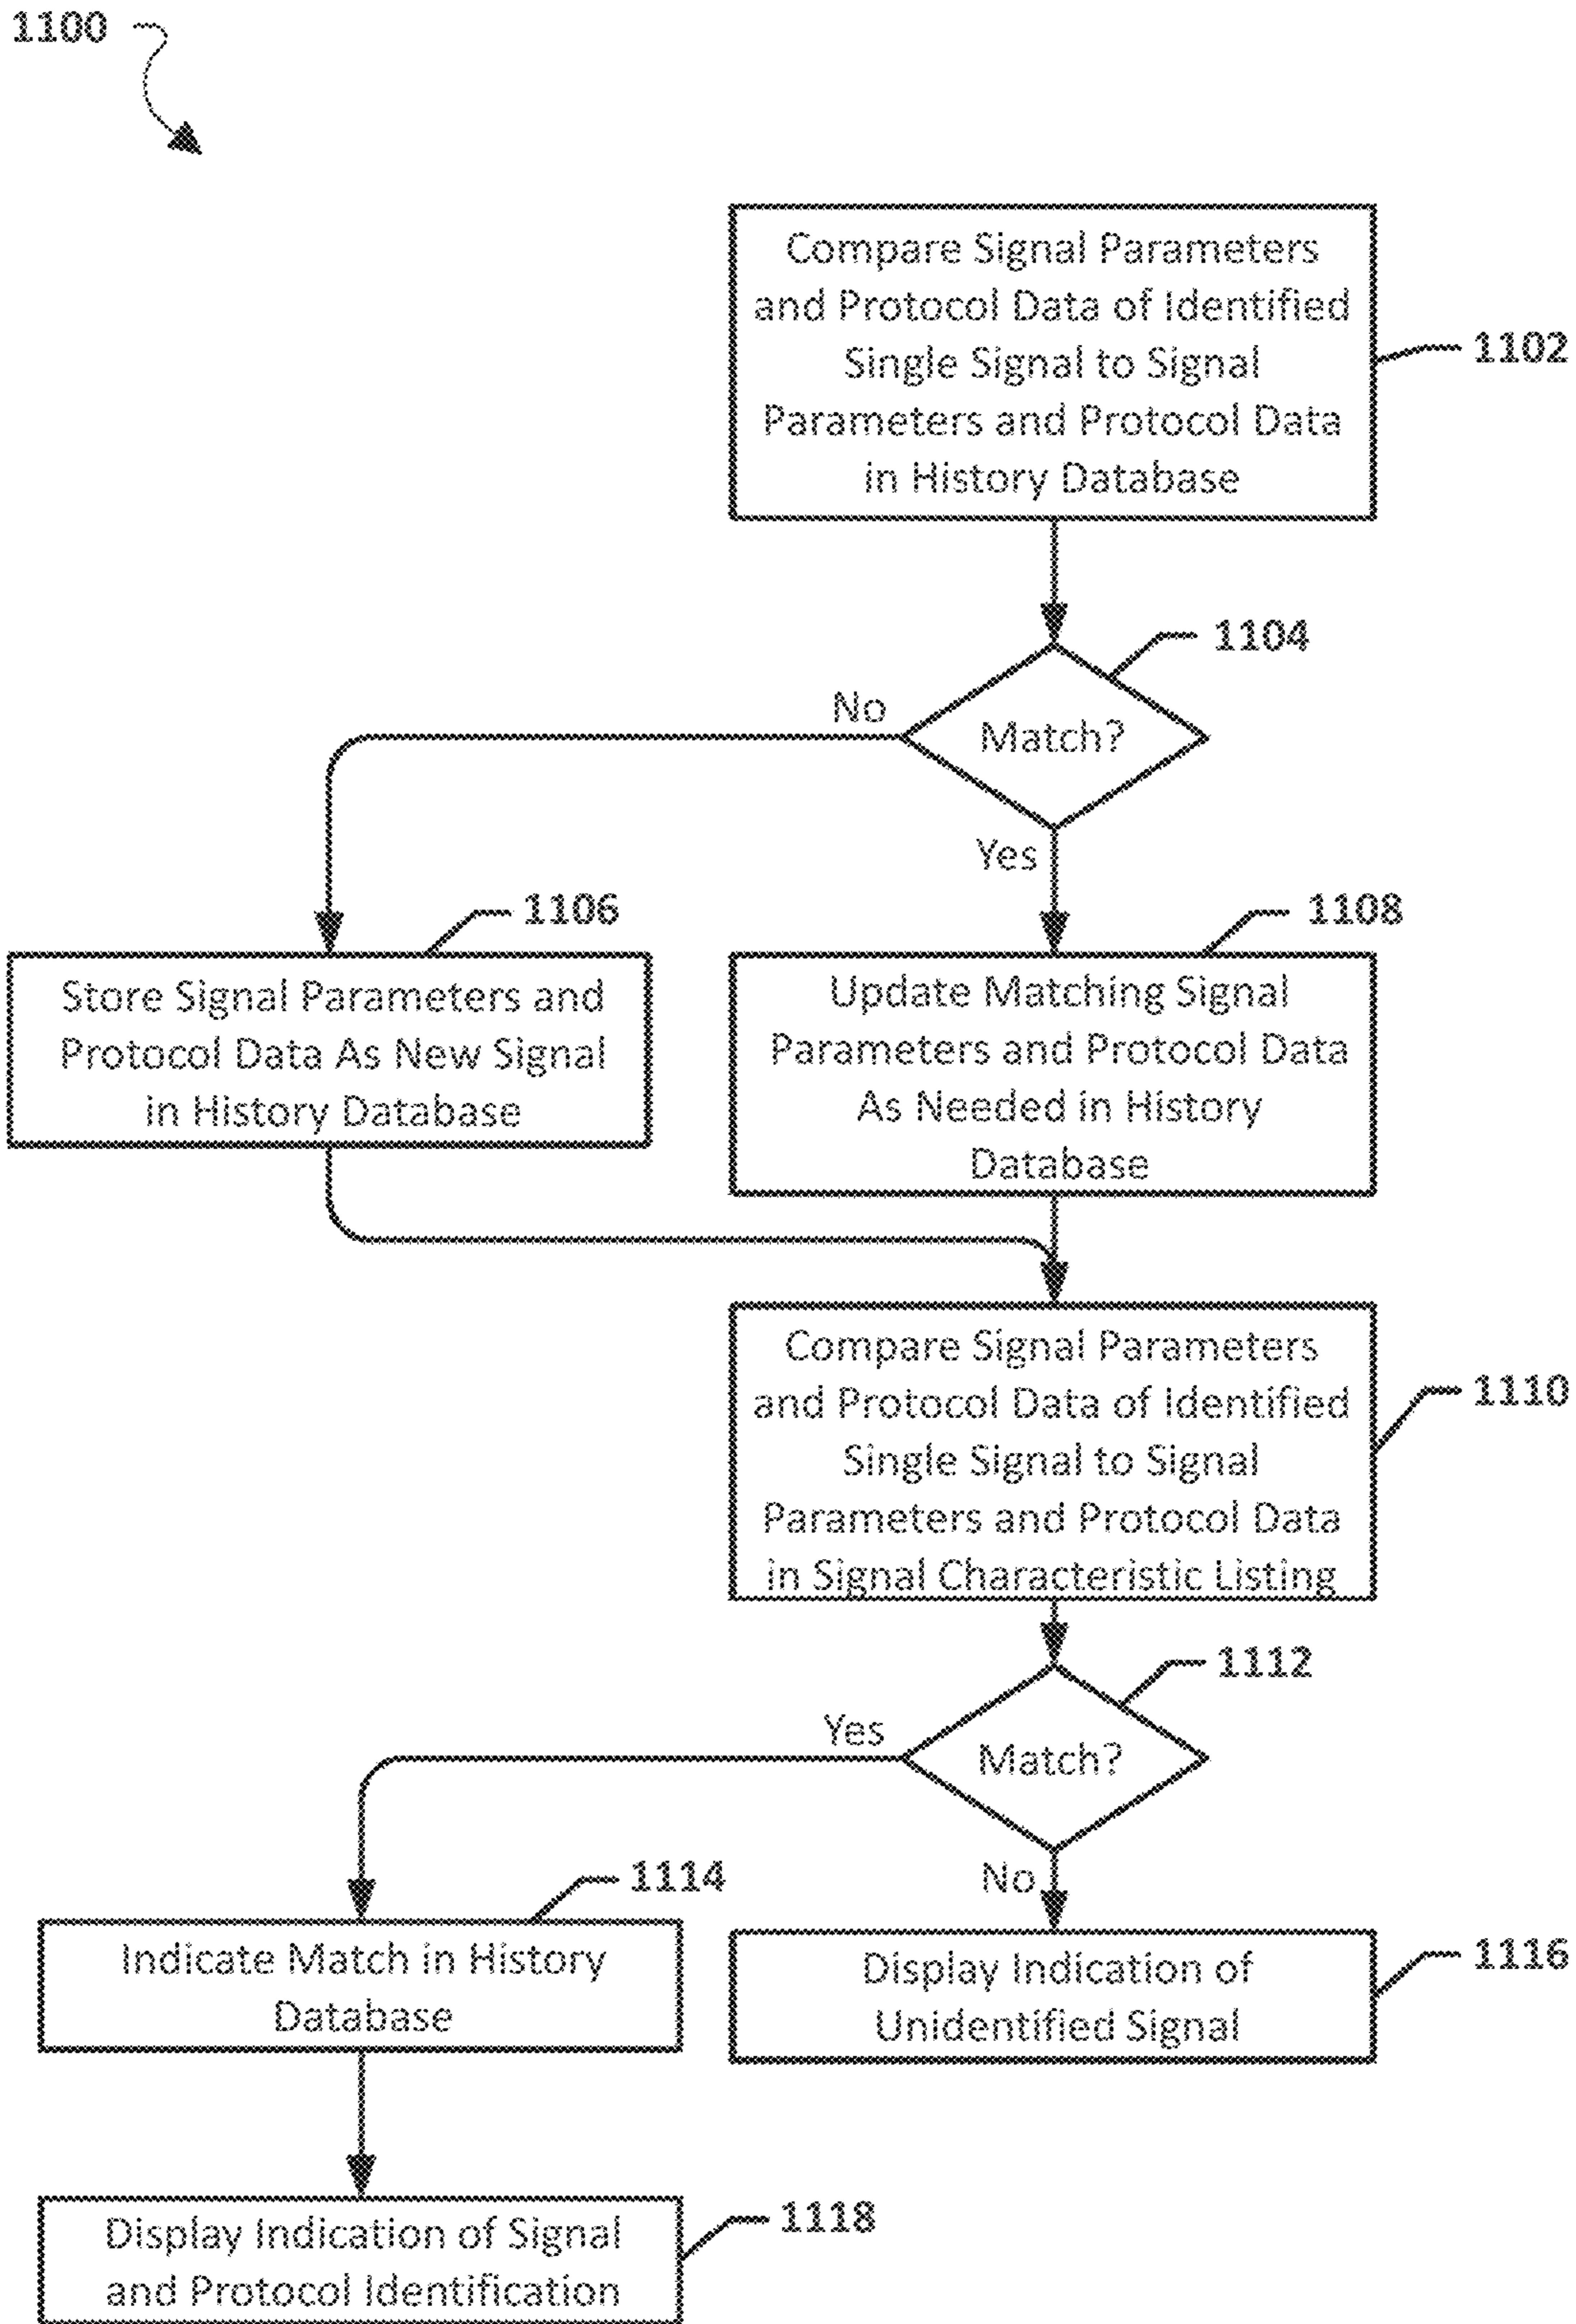 1100
Compare Signal Parameters
and Protocol Data of Identified
Single Signal to Signal
Parameters and Protocol Data
in History Database
1102
1104
Match?
No
Yes
1106
Store Signal Parameters and
Protocol Data As New Signal
in History Database
1108
Update Matching Signal
Parameters and Protocol Data
As Needed in History
Database
Compare Signal Parameters
and Protocol Data of Identified
Single Signal to Signal
Parameters and Protocol Data
in Signal Characteristic Listing
1110
1112
Match?
Yes
No
1114
Indicate Match in History
Database
Display Indication of
Unidentified Signal
1116
Display Indication of Signal
and Protocol Identification
1118